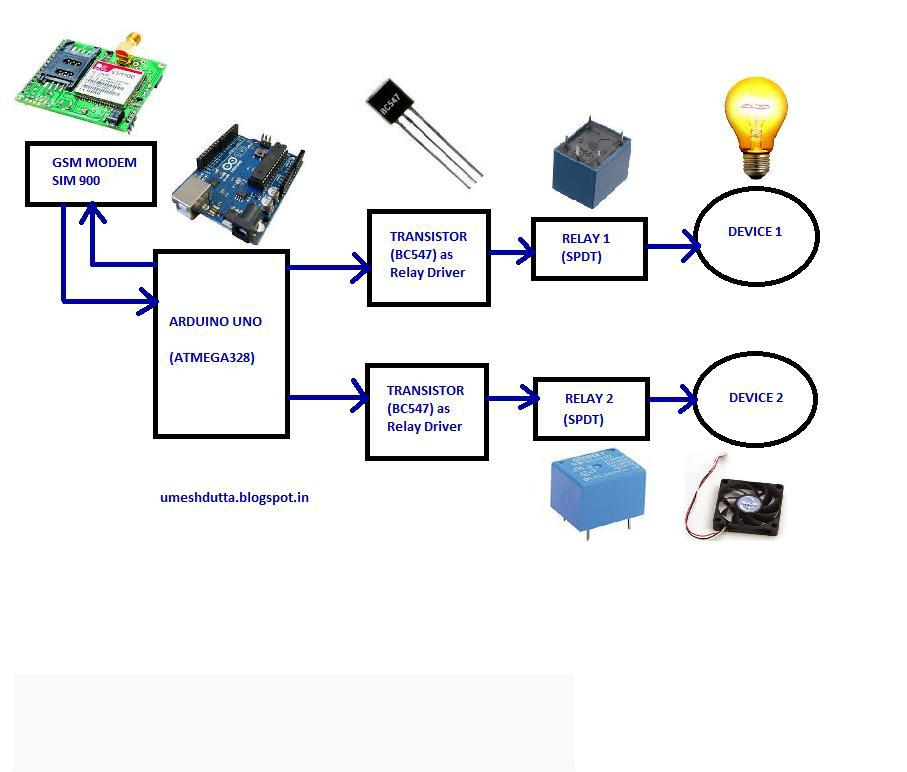 GSM MODEM
SIM 900
BC547
TRANSISTOR
(BC547) as
Relay Driver
RELAY 1
(SPDT)
DEVICE 1
ARDUINO UNO
(ATMEGA328)
TRANSISTOR
(BC547) as
Relay Driver
RELAY 2
(SPDT)
DEVICE 2
umeshdutta.blogspot.in